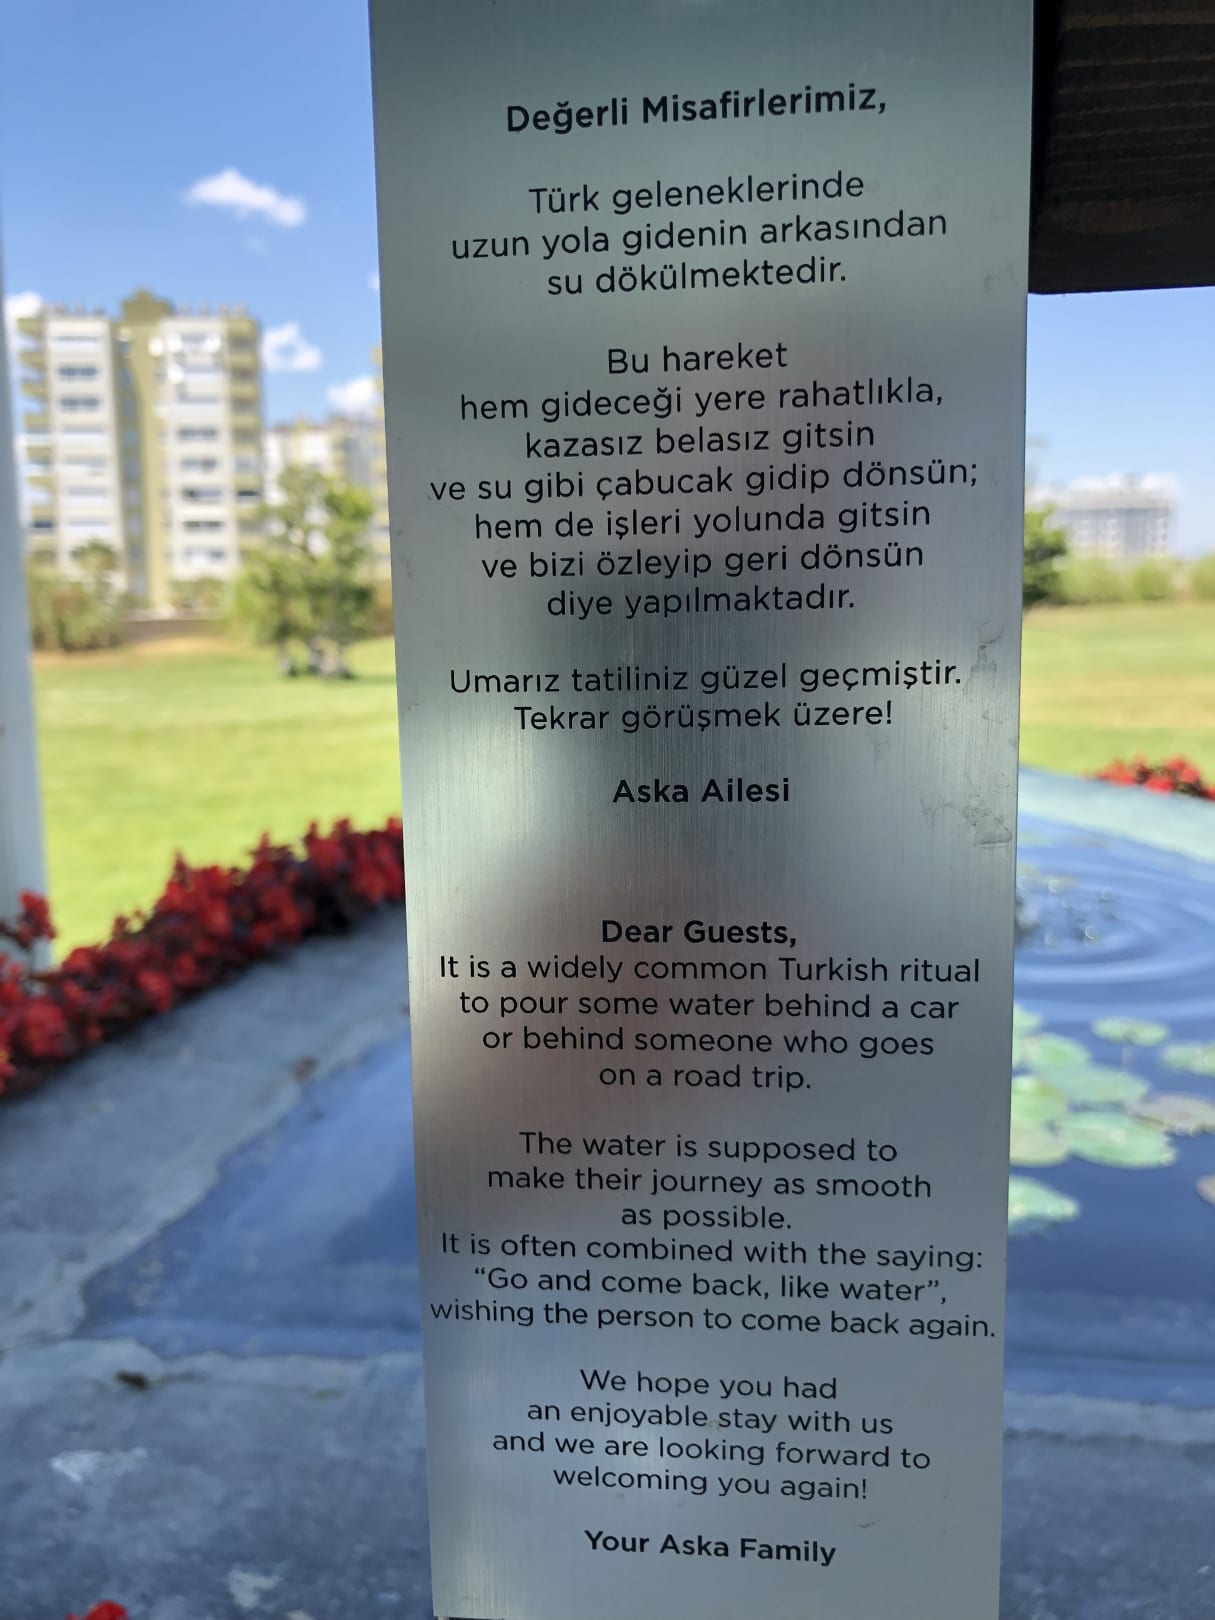 Değerli Misafirlerimiz,
Türk geleneklerinde
uzun yola gidenin arkasından
su dökülmektedir.
Bu hareket
hem gideceği yere rahatlıkla,
kazasız belasız gitsin
ve su gibi çabucak gidip dönsün;
hem de işleri yolunda gitsin
ve bizi özleyip geri dönsün
diye yapılmaktadır.
Umarız tatiliniz güzel geçmiştir.
Tekrar görüşmek üzere!
Aska Ailesi
Dear Guests,
It is a widely common Turkish ritual
to pour some water behind a car
or behind someone who goes
on a road trip.
The water is supposed to
make their journey as smooth
as possible.
It is often combined with the saying:
“Go and come back, like water”,
wishing the person to come back again.
We hope you had
an enjoyable stay with us
and we are looking forward to
welcoming you again!
Your Aska Family